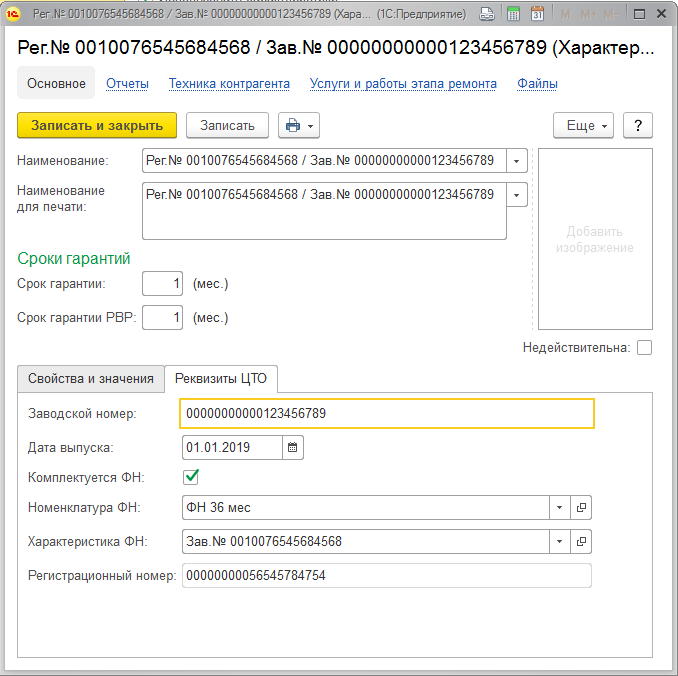 Рег.№ 0010076545684568 / Зав.№ 00000000000123456789 (Хара... (1С:Предприятие)
M M+ M-
Рег.№ 0010076545684568 / Зав.№ 00000000000123456789 (Характер...
Основное Отчеты Техника контрагента Услуги и работы этапа ремонта Файлы
Записать и закрыть Записать Еще ?
Наименование: Рег.№ 0010076545684568 / Зав.№ 00000000000123456789
Наименование для печати: Рег.№ 0010076545684568 / Зав.№ 00000000000123456789
Добавить
изображение
Сроки гарантий
Срок гарантии: 1 (мес.)
Срок гарантии РВР: 1 (мес.)
Недействительна:
Свойства и значения Реквизиты ЦТО
Заводской номер: 00000000000123456789
Дата выпуска: 01.01.2019
Комплектуется ФН:
Номенклатура ФН: ФН 36 мес
Характеристика ФН: Зав.№ 0010076545684568
Регистрационный номер: 00000000056545784754